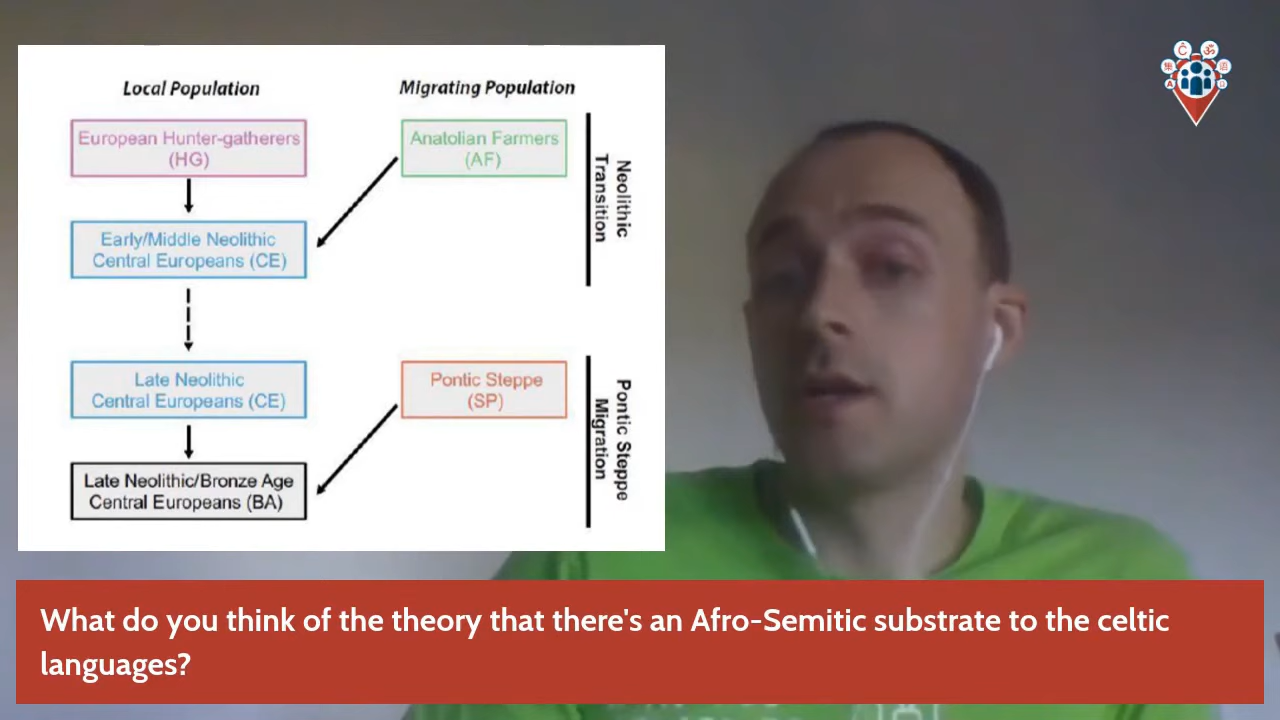 Local Population
Migrating Population
European Hunter-gatherers
(HG)
Anatolian Farmers
(AF)
Neolithic
Transition
Early/Middle Neolithic
Central Europeans (CE)
Late Neolithic
Central Europeans (CE)
Pontic Steppe
(SP)
Pontic Steppe
Migration
Late Neolithic/Bronze Age
Central Europeans (BA)
What do you think of the theory that there's an Afro-Semitic substrate to the celtic
languages?